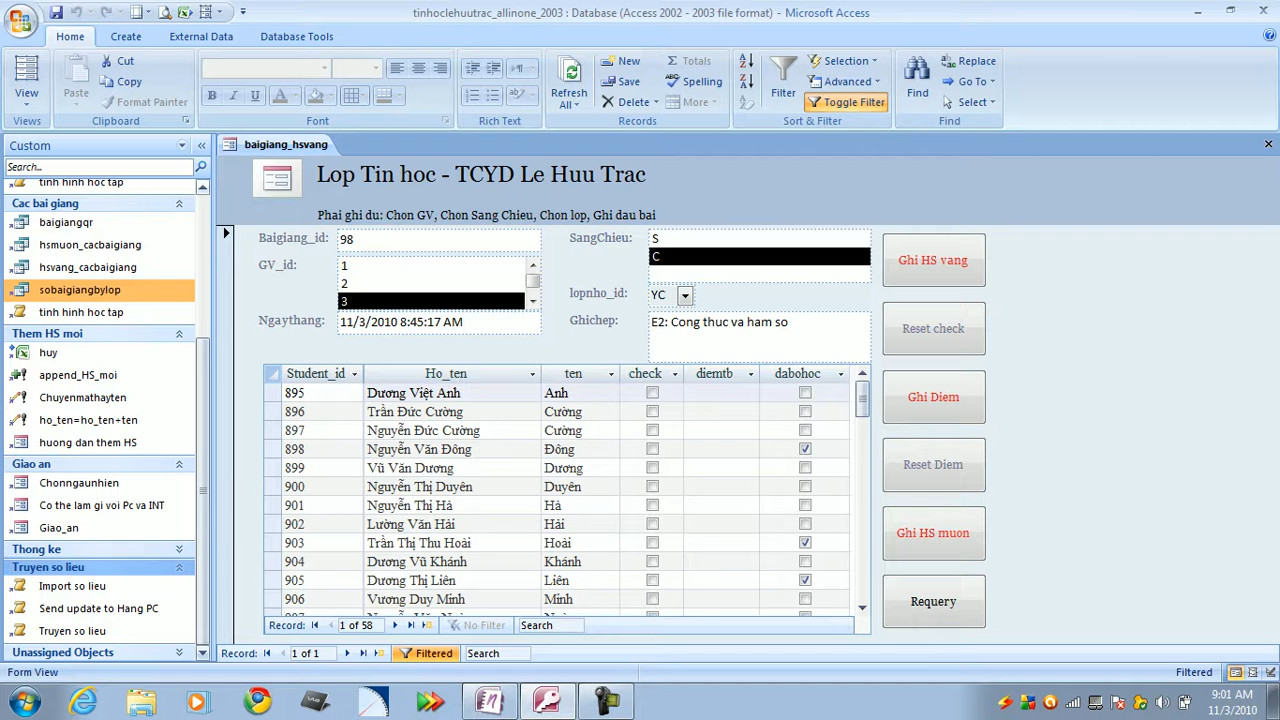 tinhoclehuutrac_allinone_2003 : Database (Access 2002 - 2003 file format) - Microsoft Access
Home Create External Data Database Tools
View
Views
Paste
Cut
Copy
Format Painter
Clipboard
B I U A
Font
Rich Text
Refresh All
New Totals
Save Spelling
Delete More
Records
Filter
Selection
Advanced
Toggle Filter
Sort & Filter
Find
Replace
Go To
Select
Find
Custom
Search...
tinh hinh hoc tap
Cac bai giang
baigiangqr
hsmuon_cacbaigiang
hsvang_cacbaigiang
sobaigiangbylop
tinh hinh hoc tap
Them HS moi
huy
append_HS_moi
Chuyenmathayten
ho_ten=ho_ten+ten
huong dan them HS
Giao an
Chonngaunhien
Co the lam gi voi Pc va INT
Giao_an
Thong ke
Truyen so lieu
Import so lieu
Send update to Hang PC
Truyen so lieu
Unassigned Objects
baigiang_hsvang
Lop Tin hoc - TCYD Le Huu Trac
Phai ghi du: Chon GV, Chon Sang Chieu, Chon lop, Ghi dau bai
Baigiang_id: 98
GV_id: 1
2
3
Ngaythang: 11/3/2010 8:45:17 AM
SangChieu: S
C
lopnho_id: YC
Ghichep: E2: Cong thuc va ham so
Ghi HS vang
Reset check
Ghi Diem
Reset Diem
Ghi HS muon
Requery
Student_id Ho_ten ten check diemtb dabohoc
895 Dương Việt Anh Anh
896 Trần Đức Cường Cường
897 Nguyễn Đức Cường Cường
898 Nguyễn Văn Đông Đông
899 Vũ Văn Dương Dương
900 Nguyễn Thị Duyên Duyên
901 Nguyễn Thị Hà Hà
902 Lường Văn Hải Hải
903 Trần Thị Thu Hoài Hoài
904 Dương Vũ Khánh Khánh
905 Dương Thị Liên Liên
906 Vương Duy Minh Minh
Record: 1 of 58 No Filter Search
Record: 1 of 1 Filtered Search
Form View Filtered
9:01 AM
11/3/2010